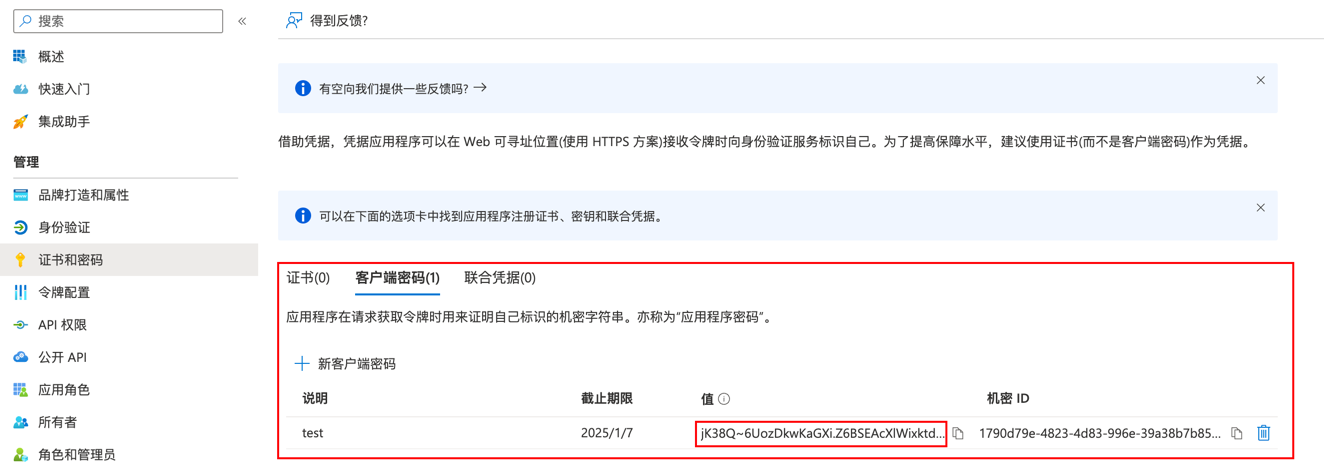 搜索
得到反馈?
概述
快速入门
集成助手
管理
品牌打造和属性
身份验证
证书和密码
令牌配置
API 权限
公开 API
应用角色
所有者
角色和管理员
有空向我们提供一些反馈吗?
借助凭据，凭据应用程序可以在 Web 可寻址位置(使用 HTTPS 方案)接收令牌时向身份验证服务标识自己。为了提高保障水平，建议使用证书(而不是客户端密码)作为凭据。
可以在下面的选项卡中找到应用程序注册证书、密钥和联合凭据。
证书(0) 客户端密码(1) 联合凭据(0)
应用程序在请求获取令牌时用来证明自己标识的机密字符串。亦称为“应用程序密码”。
新客户端密码
说明 截止期限 值 机密 ID
test 2025/1/7 jK38Q~6UozDkwKaGXi.Z6BSEAcXlWixktd... 1790d79e-4823-4d83-996e-39a38b7b85...